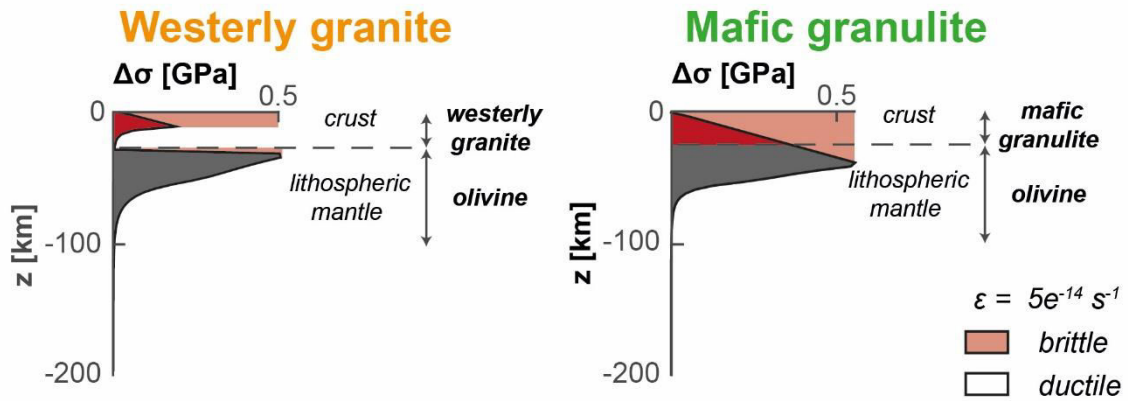 Westerly granite
Δσ [GPa]
0.5
0
-100
-200
z [km]
crust
westerly
granite
lithospheric
mantle
olivine
Mafic granulite
Δσ [GPa]
0.5
0
-100
-200
z [km]
crust
mafic
granulite
lithospheric
mantle
olivine
ε = 5e⁻¹⁴ s⁻¹
brittle
ductile